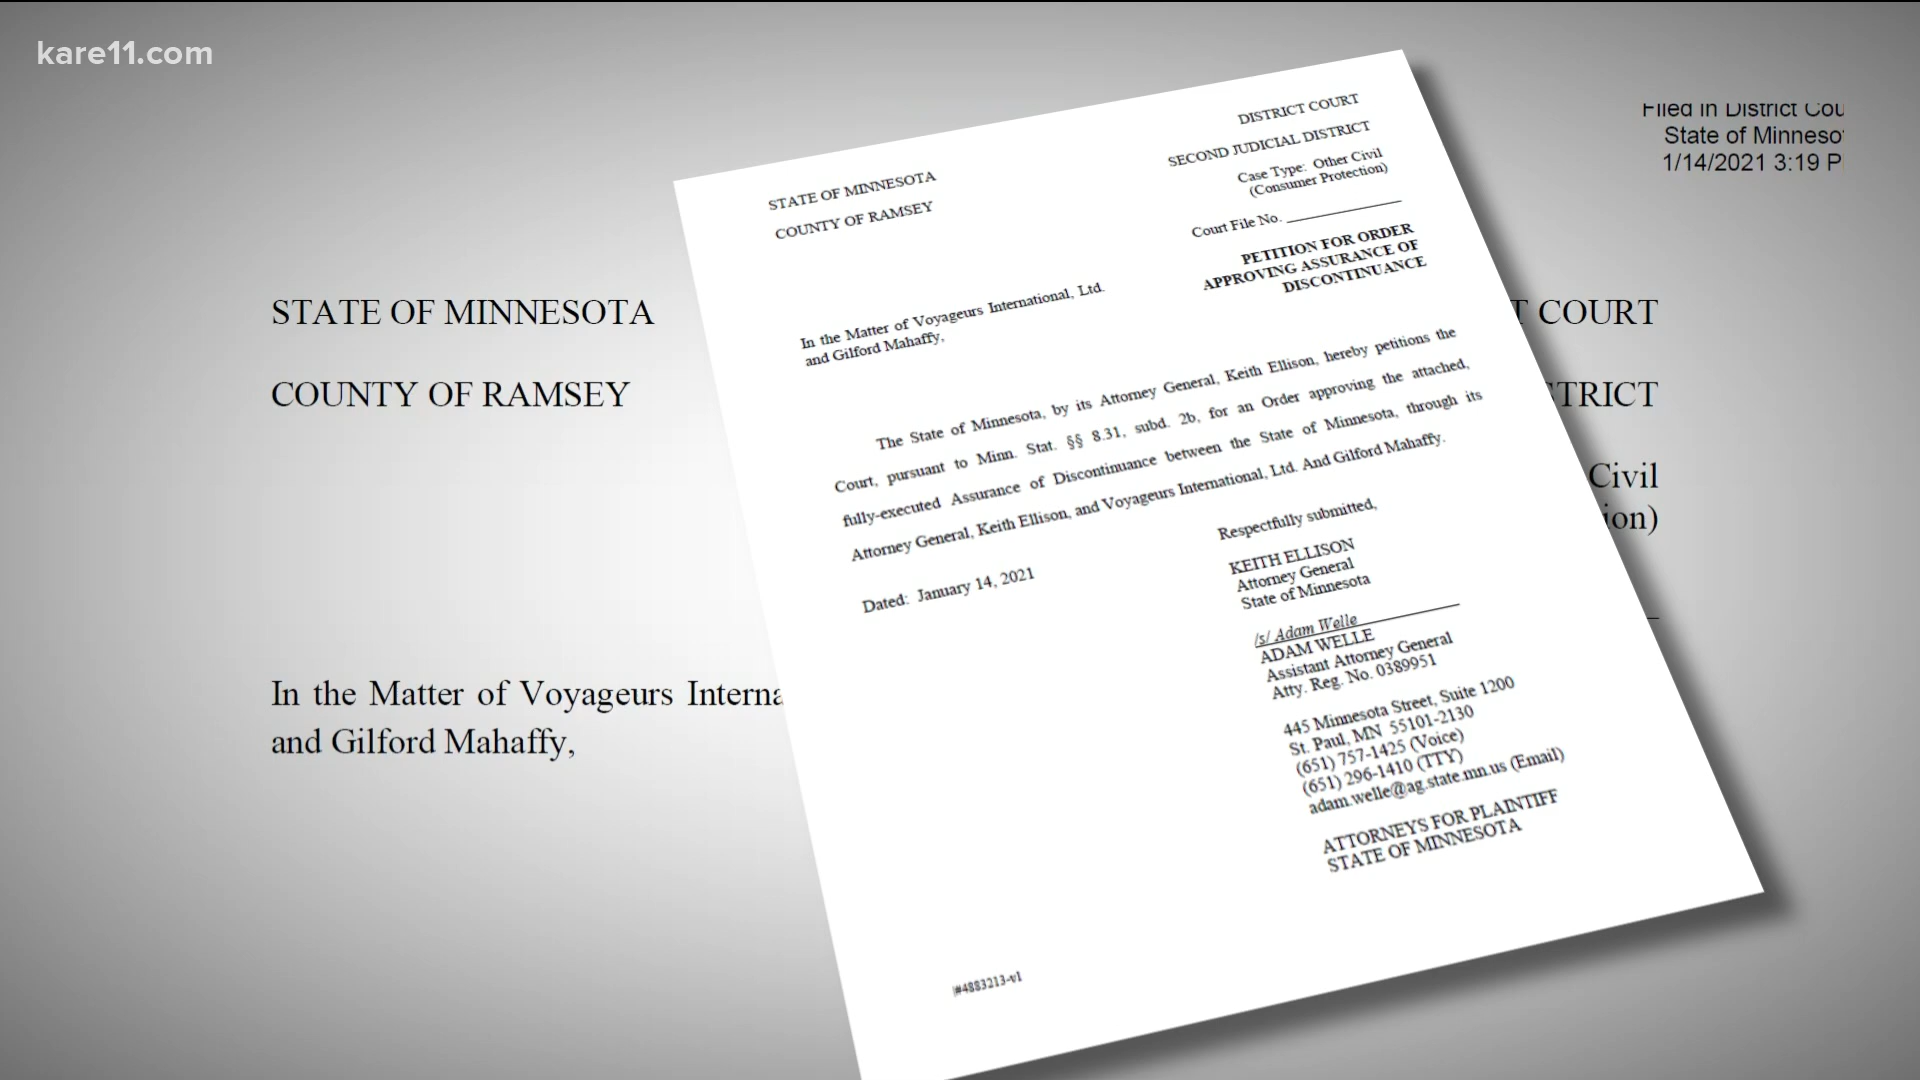 kare11.com
Filed in District Cou
State of Minneso
1/14/2021 3:19 P
STATE OF MINNESOTA
COUNTY OF RAMSEY
In the Matter of Voyageurs Interna
and Gilford Mahaffy,
T COURT
STRICT
Civil
ion)
STATE OF MINNESOTA
DISTRICT COURT
COUNTY OF RAMSEY
SECOND JUDICIAL DISTRICT
Case Type: Other Civil
(Consumer Protection)
Court File No. ____________
In the Matter of Voyageurs International, Ltd.
and Gilford Mahaffy,
PETITION FOR ORDER
APPROVING ASSURANCE OF
DISCONTINUANCE
The State of Minnesota, by its Attorney General, Keith Ellison, hereby petitions the
Court, pursuant to Minn. Stat. §§ 8.31, subd. 2b, for an Order approving the attached,
fully-executed Assurance of Discontinuance between the State of Minnesota, through its
Attorney General, Keith Ellison, and Voyageurs International, Ltd. And Gilford Mahaffy.
Dated: January 14, 2021
Respectfully submitted,
KEITH ELLISON
Attorney General
State of Minnesota
/s/ Adam Welle
ADAM WELLE
Assistant Attorney General
Atty. Reg. No. 0389951
445 Minnesota Street, Suite 1200
St. Paul, MN 55101-2130
(651) 757-1425 (Voice)
(651) 296-1410 (TTY)
adam.welle@ag.state.mn.us (Email)
ATTORNEYS FOR PLAINTIFF
STATE OF MINNESOTA
|#4883213-v1